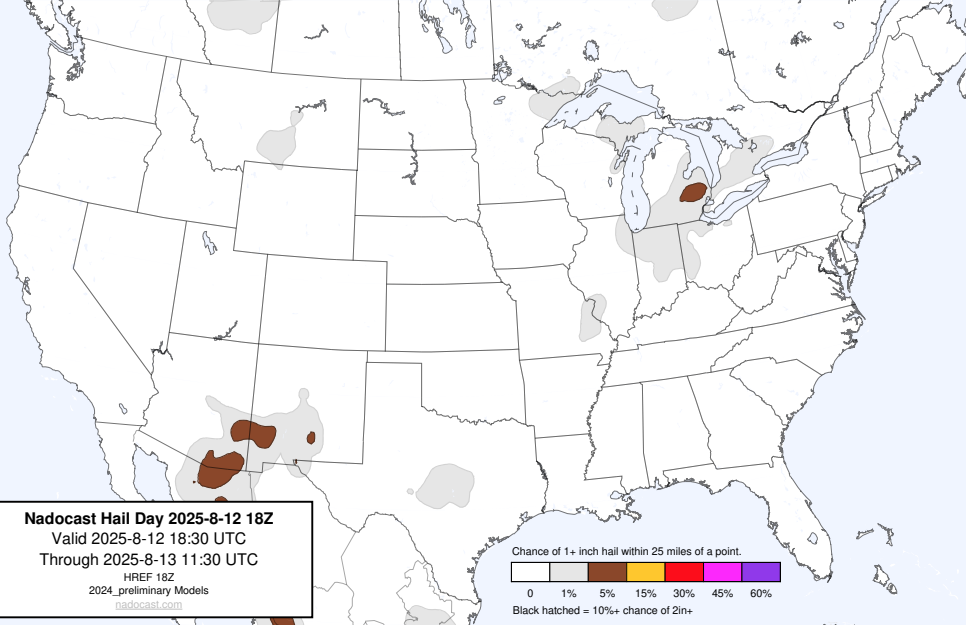 Nadocast Hail Day 2025-8-12 18Z
Valid 2025-8-12 18:30 UTC
Through 2025-8-13 11:30 UTC
HREF 18Z
2024_preliminary Models
nadocast.com
Chance of 1+ inch hail within 25 miles of a point.
0 1% 5% 15% 30% 45% 60%
Black hatched = 10%+ chance of 2in+